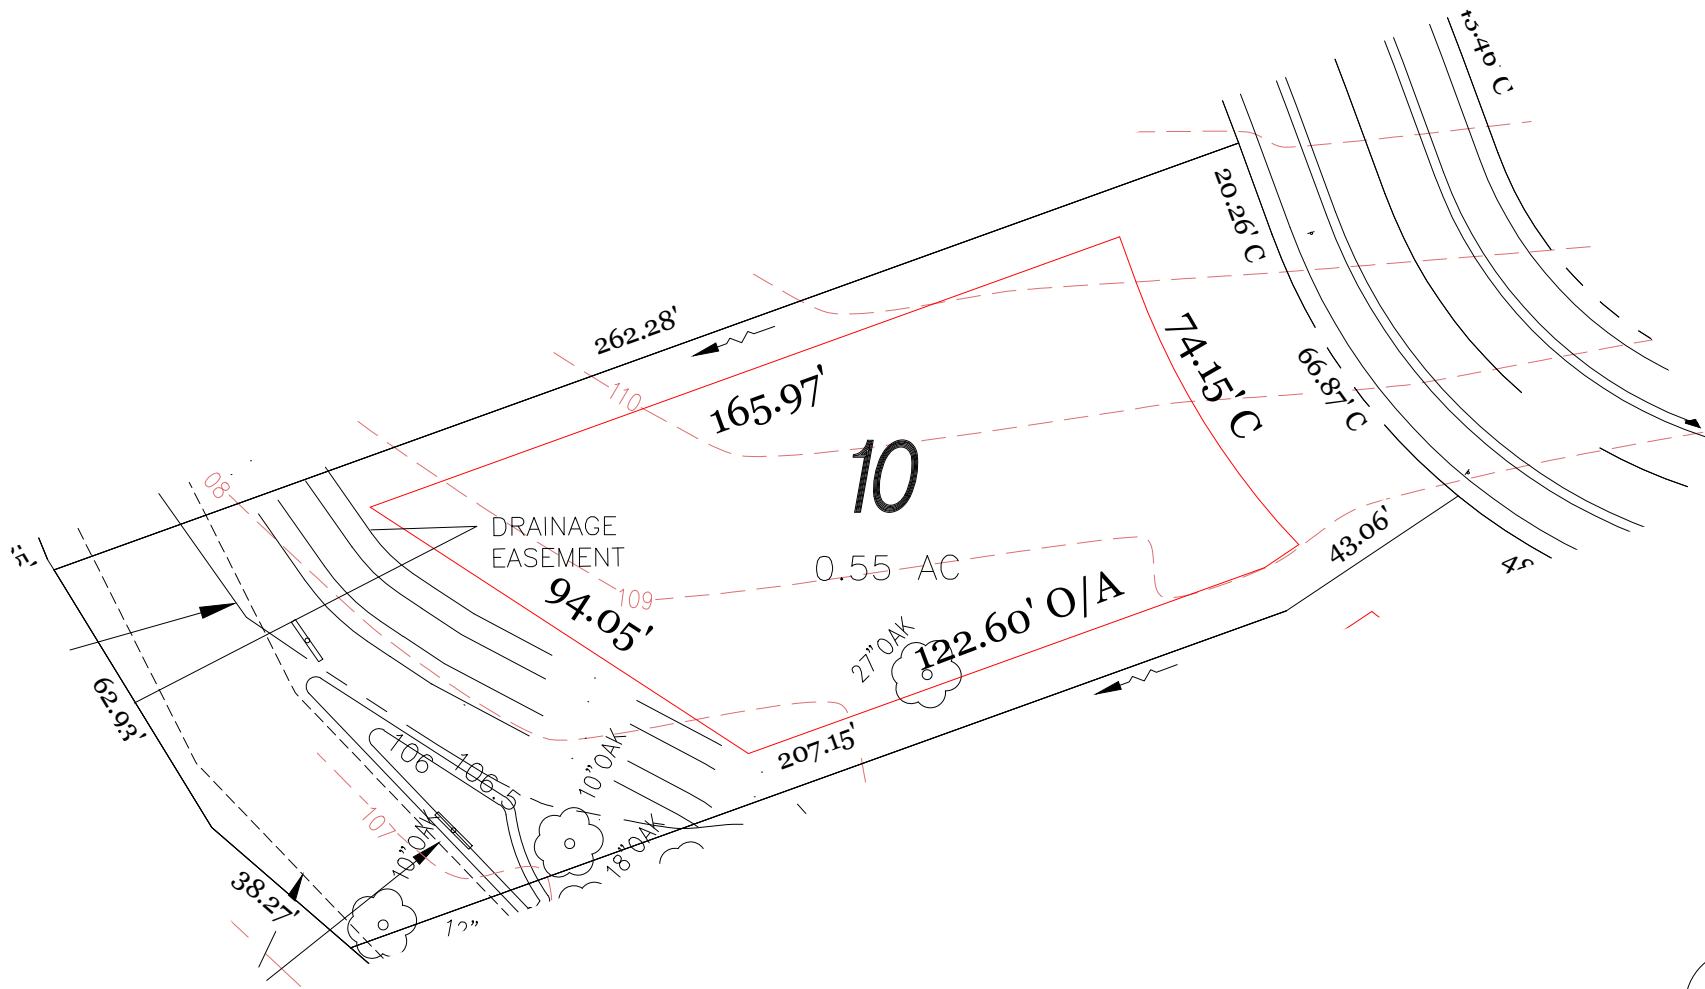 20.26' C
262.28'
110
165.97'
74.15' C
66.87' C
10
DRAINAGE
EASEMENT
0.55 AC
43.06'
109
94.05'
122.60' O/A
27" OAK
62.93'
207.15'
106
106.5
10" OAK
107
10" OAK
18" OAK
38.27'